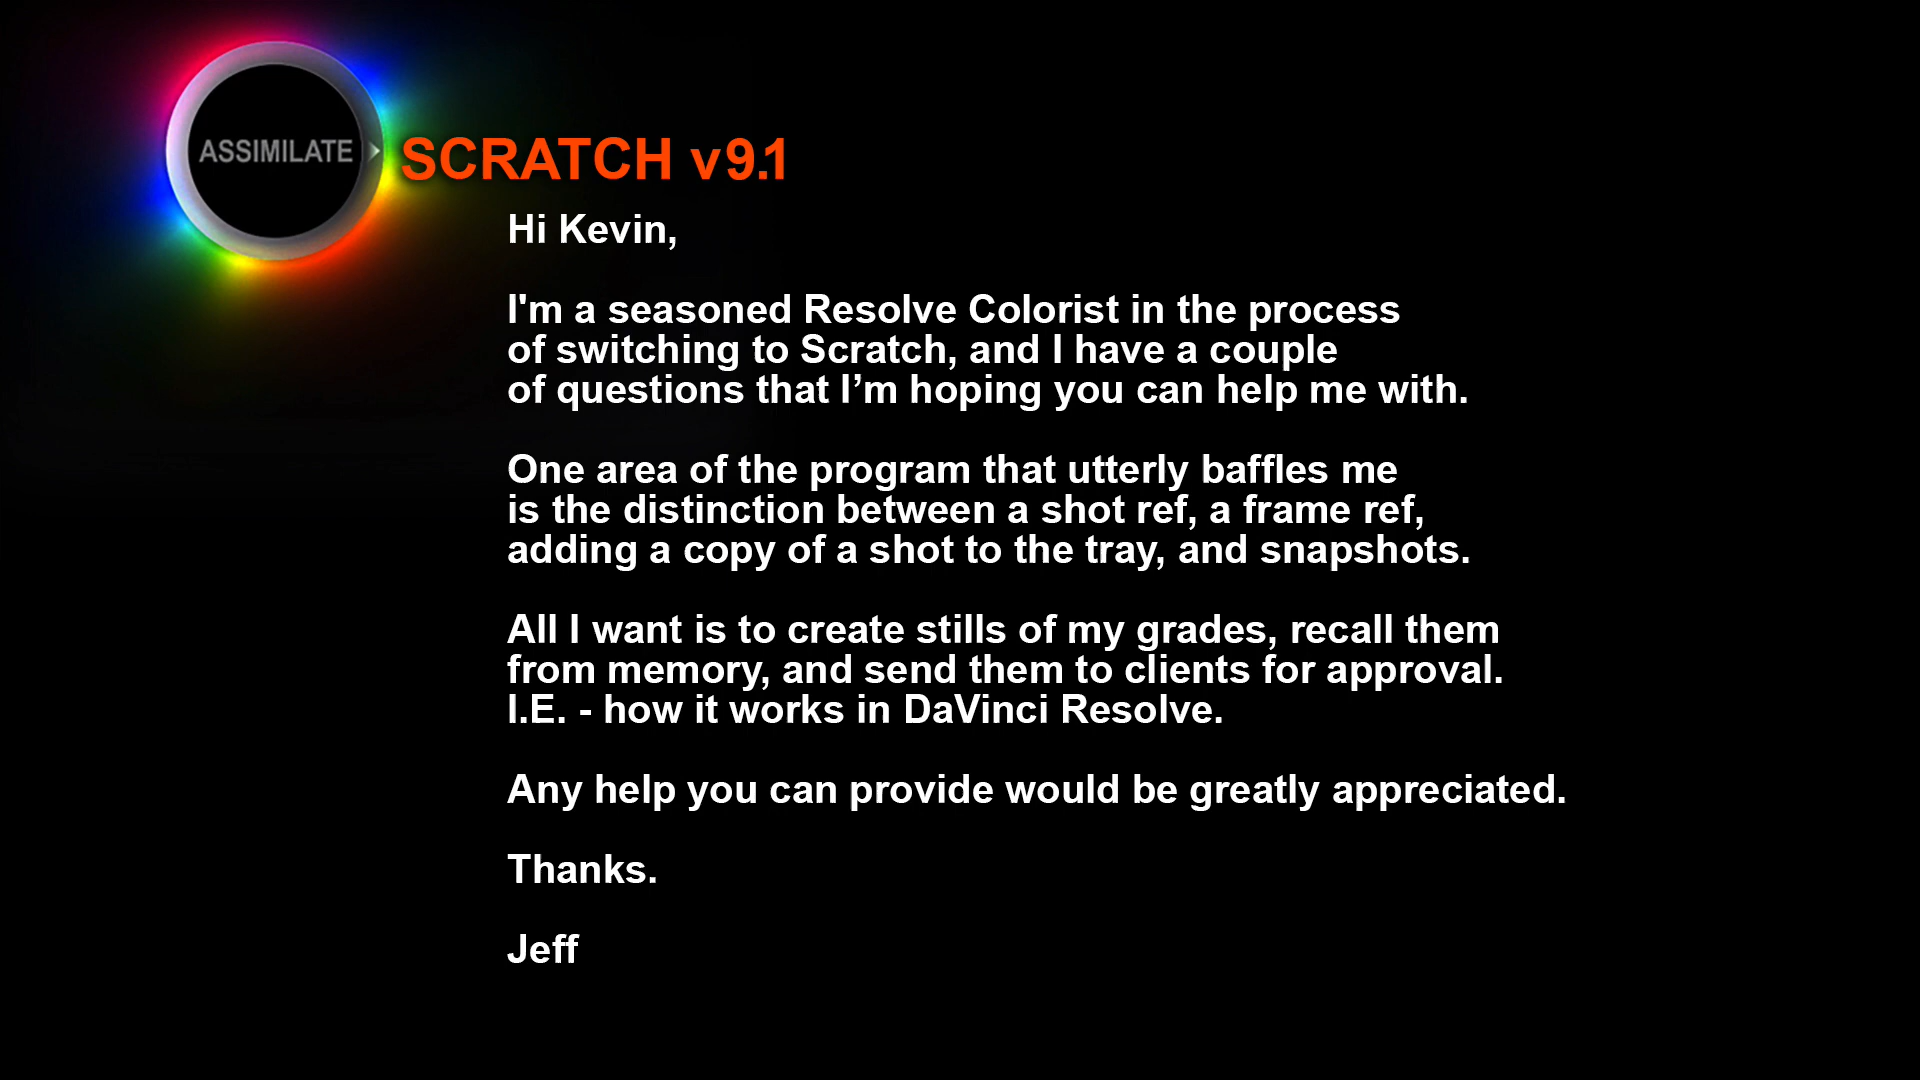 ASSIMILATE
SCRATCH v9.1
Hi Kevin,
I'm a seasoned Resolve Colorist in the process
of switching to Scratch, and I have a couple
of questions that I’m hoping you can help me with.
One area of the program that utterly baffles me
is the distinction between a shot ref, a frame ref,
adding a copy of a shot to the tray, and snapshots.
All I want is to create stills of my grades, recall them
from memory, and send them to clients for approval.
I.E. - how it works in DaVinci Resolve.
Any help you can provide would be greatly appreciated.
Thanks.
Jeff